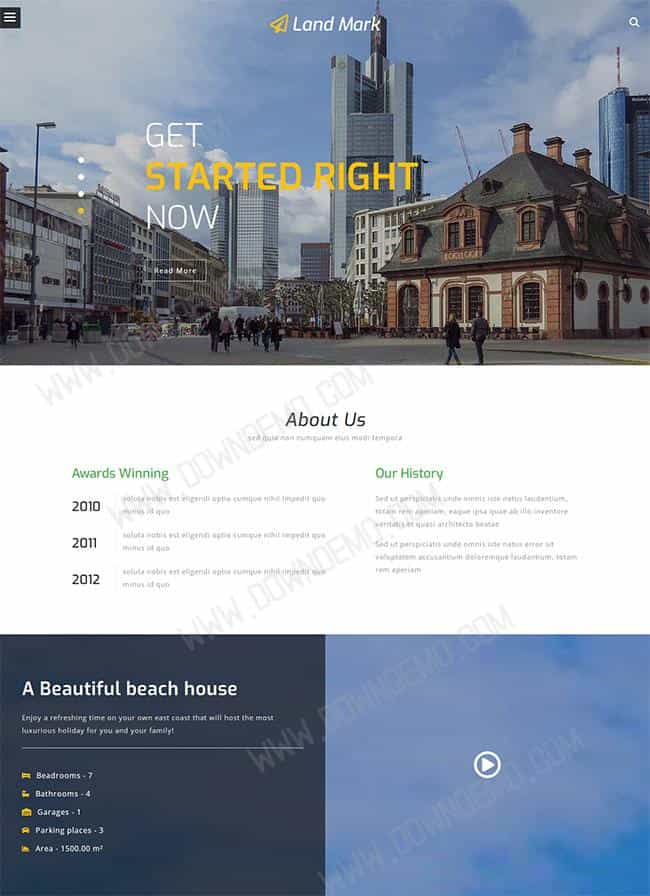 Land Mark
GET
STARTED RIGHT
NOW
Read More
WWW.DOWNDEMO.COM
About Us
sed quia non numquam eius modi tempora
Awards Winning
2010
soluta nobis est eligendi optio cumque nihil impedit quo
minus id quo
2011
soluta nobis est eligendi optio cumque nihil impedit quo
minus id quo
2012
soluta nobis est eligendi optio cumque nihil impedit quo
minus id quo
Our History
Sed ut perspiciatis unde omnis iste natus laudantium,
totam rem aperiam, eaque ipsa quae ab illo inventore
veritatis et quasi architecto beatae
Sed ut perspiciatis unde omnis iste natus error sit
voluptatem accusantium doloremque laudantium, totam
rem aperiam
WWW.DOWNDEMO.COM
WWW.DOWNDEMO.COM
A Beautiful beach house
Enjoy a refreshing time on your own east coast that will host the most
luxurious holiday for you and your family!
Beadrooms - 7
Bathrooms - 4
Garages - 1
Parking places - 3
Area - 1500.00 m²
WWW.DOWNDEMO.COM
WWW.DOWNDEMO.COM